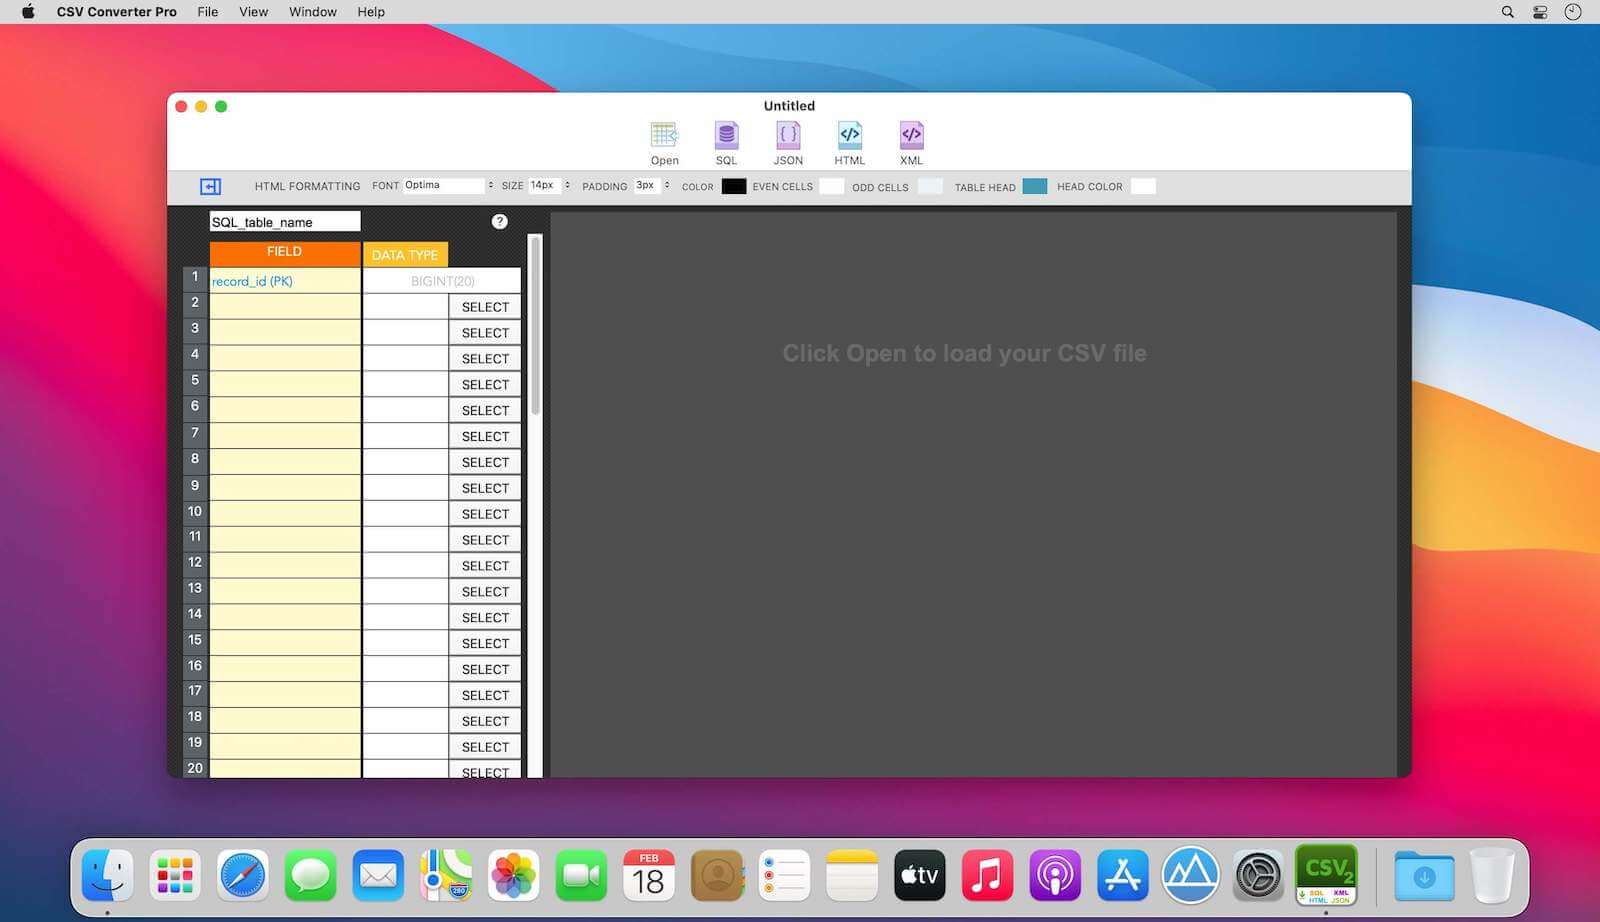 CSV Converter Pro File View Window Help
Untitled
Open SQL JSON HTML XML
HTML FORMATTING FONT Optima SIZE 14px PADDING 3px COLOR EVEN CELLS ODD CELLS TABLE HEAD HEAD COLOR
SQL_table_name ?
FIELD DATA TYPE
1 record_id (PK) BIGINT(20)
2 SELECT
3 SELECT
4 SELECT
5 SELECT
6 SELECT
7 SELECT
8 SELECT
9 SELECT
10 SELECT
11 SELECT
12 SELECT
13 SELECT
14 SELECT
15 SELECT
16 SELECT
17 SELECT
18 SELECT
19 SELECT
20 SELECT
Click Open to load your CSV file
280
FEB
18
tv
CSV2
SQL XML
HTML JSON